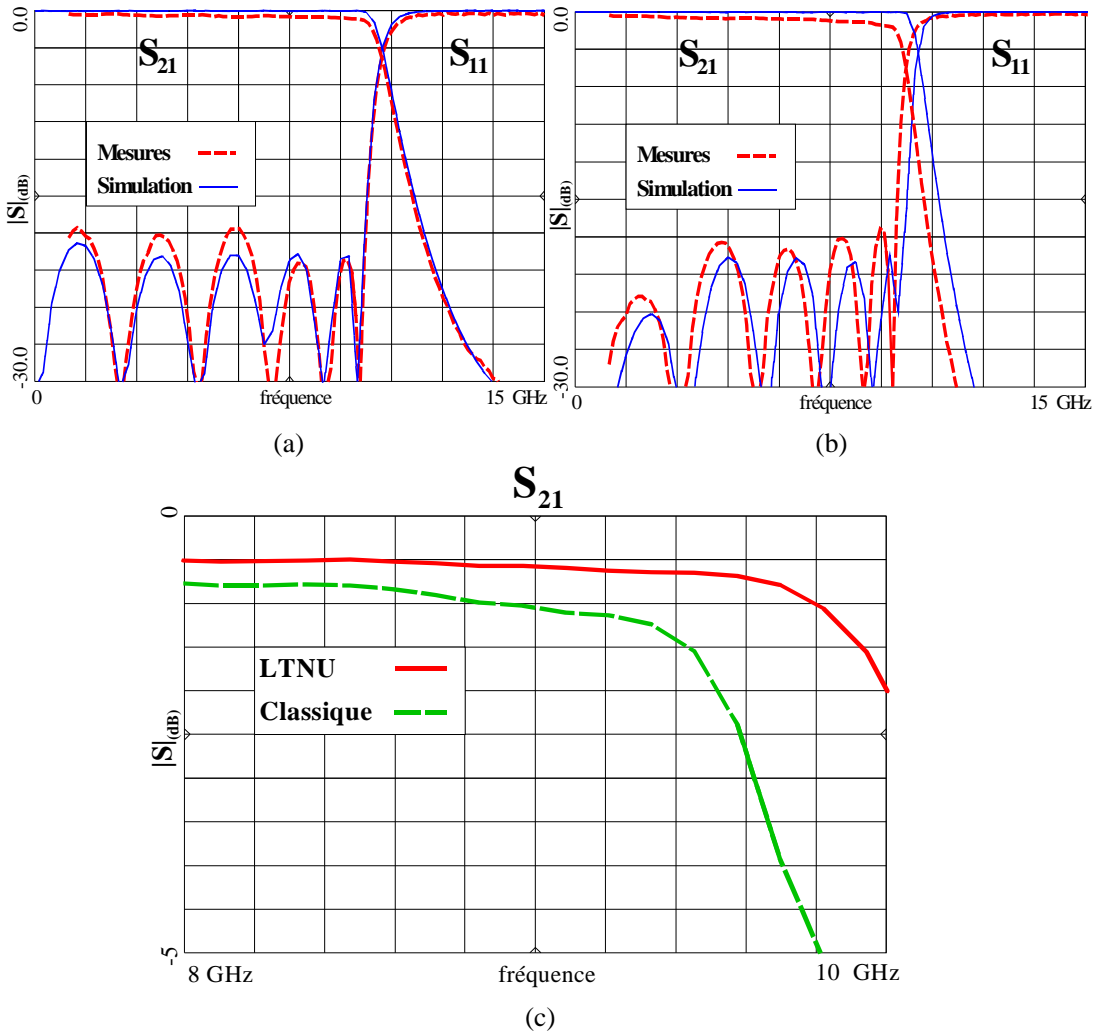 0.0
S21
S11
Mesures
Simulation
|S|(dB)
-30.0
0
fréquence
15 GHz
(a)
0.0
S21
S11
Mesures
Simulation
|S|(dB)
-30.0
0
fréquence
15 GHz
(b)
S21
0
LTNU
Classique
|S|(dB)
-5
8 GHz
fréquence
10 GHz
(c)